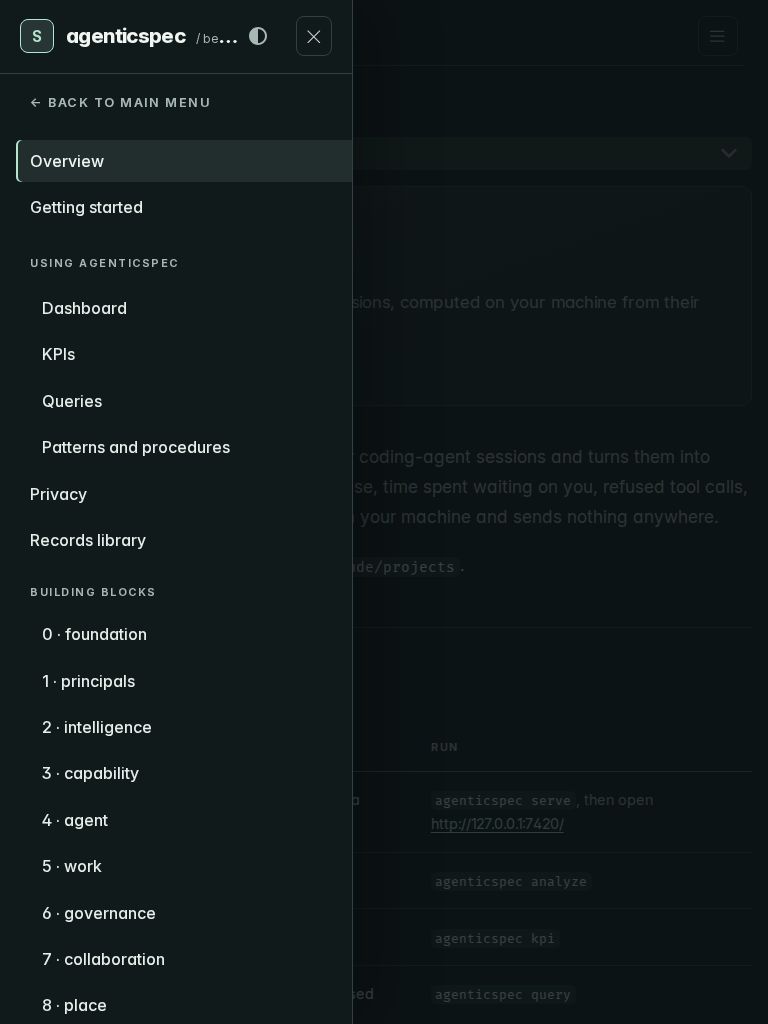 S agenticspec / be...
← BACK TO MAIN MENU
Overview
Getting started
USING AGENTICSPEC
Dashboard
KPIs
Queries
Patterns and procedures
Privacy
Records library
BUILDING BLOCKS
0 · foundation
1 · principals
2 · intelligence
3 · capability
4 · agent
5 · work
6 · governance
7 · collaboration
8 · place
sions, computed on your machine from their
coding-agent sessions and turns them into
se, time spent waiting on you, refused tool calls,
your machine and sends nothing anywhere.
ude/projects.
RUN
a
agenticspec serve, then open
http://127.0.0.1:7420/
agenticspec analyze
agenticspec kpi
sed
agenticspec query